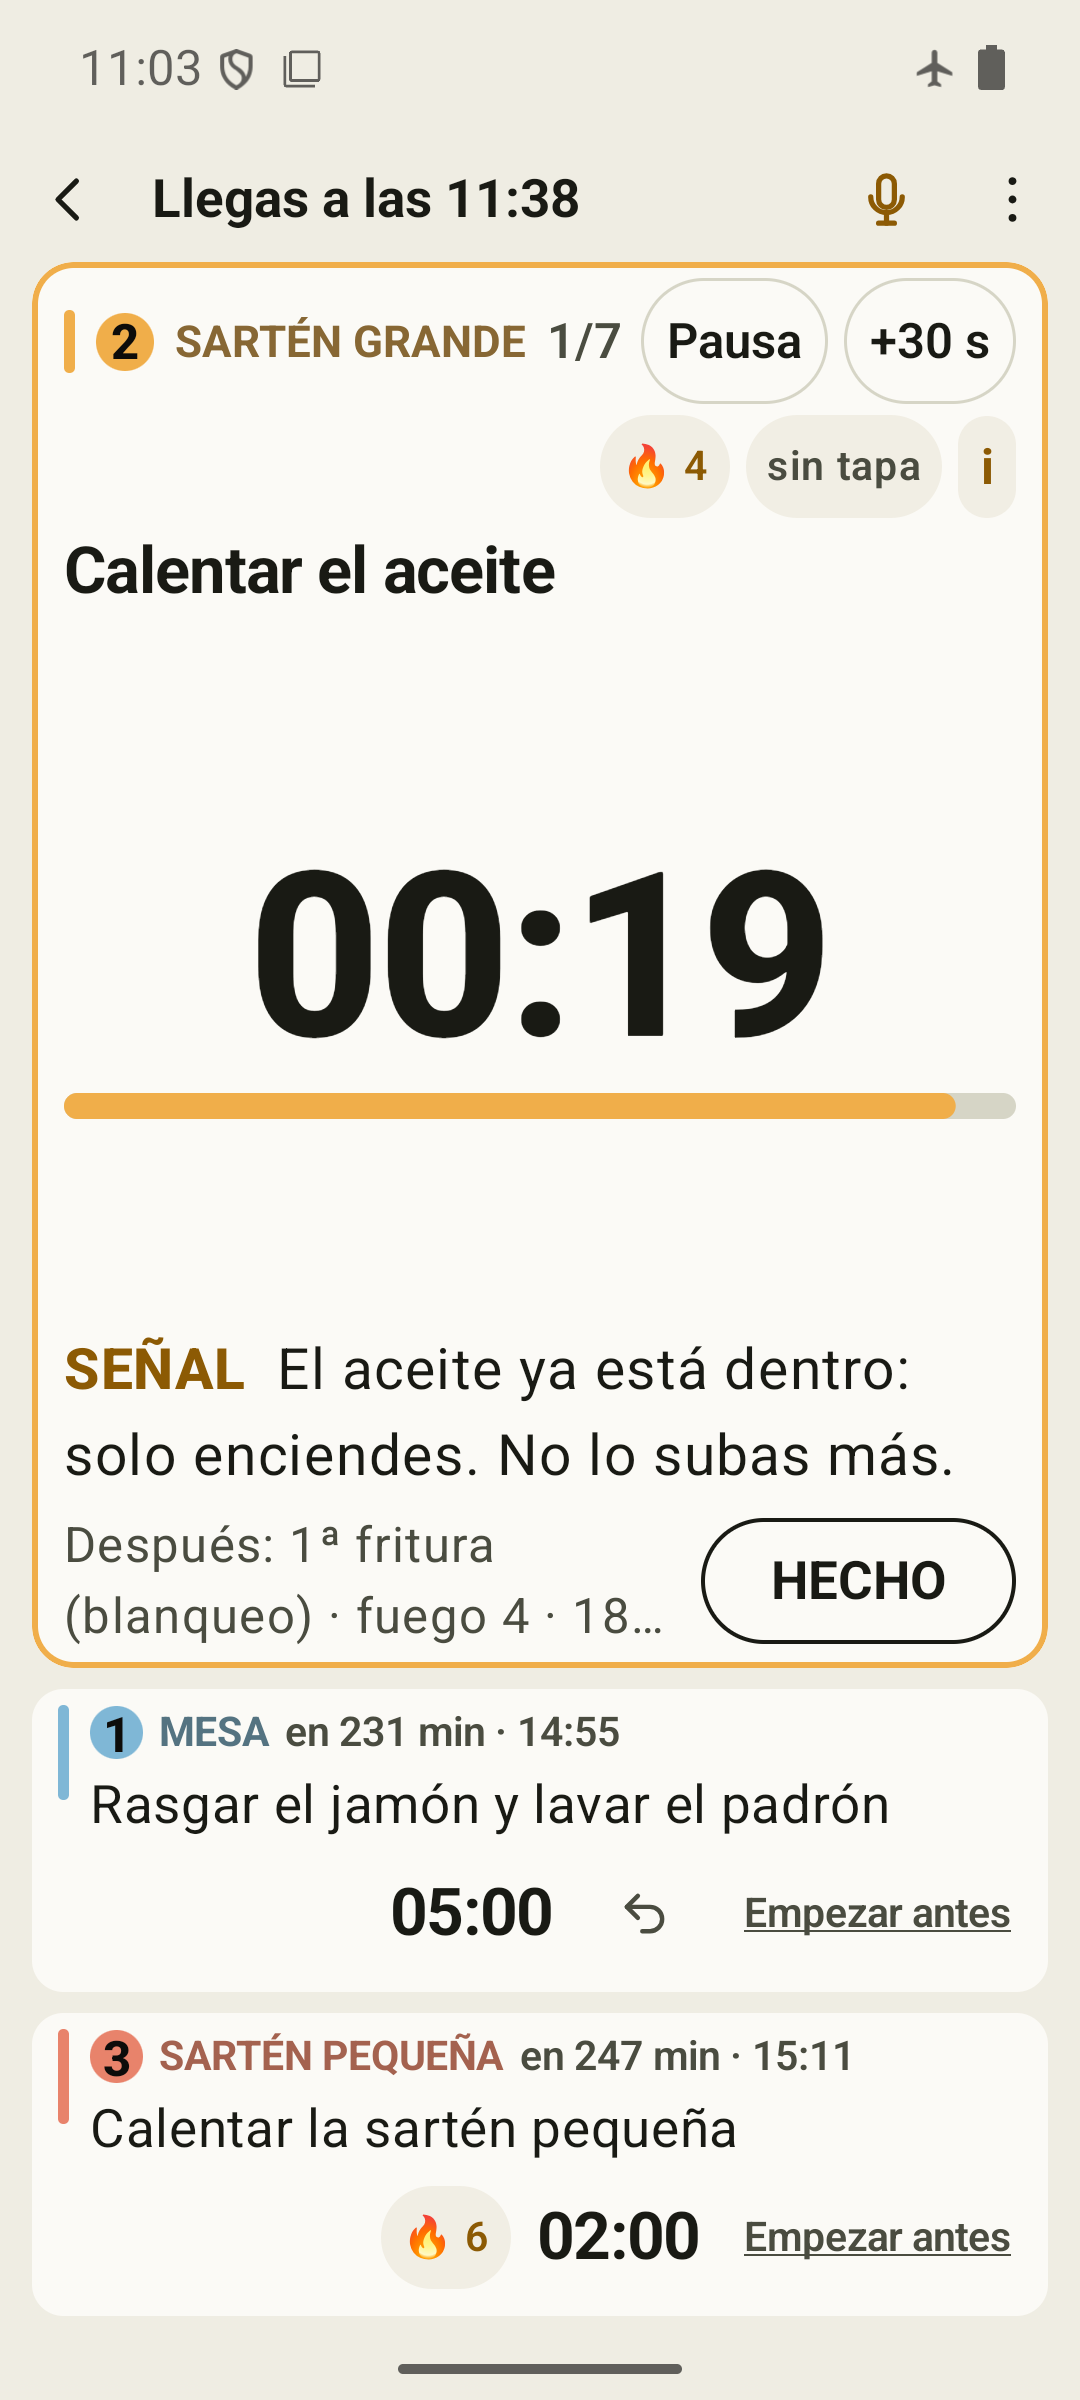 11:03
Llegas a las 11:38
2 SARTÉN GRANDE 1/7 Pausa +30 s
🔥 4 sin tapa i
Calentar el aceite
00:19
SEÑAL El aceite ya está dentro:
solo enciendes. No lo subas más.
Después: 1ª fritura
(blanqueo) · fuego 4 · 18…
HECHO
1 MESA en 231 min · 14:55
Rasgar el jamón y lavar el padrón
05:00 Empezar antes
3 SARTÉN PEQUEÑA en 247 min · 15:11
Calentar la sartén pequeña
🔥 6 02:00 Empezar antes